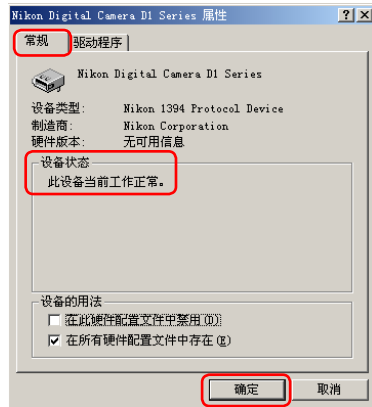 Nikon Digital Camera D1 Series 属性
常规 驱动程序
Nikon Digital Camera D1 Series
设备类型: Nikon 1394 Protocol Device
制造商: Nikon Corporation
硬件版本: 无可用信息
设备状态
此设备当前工作正常。
设备的用法
在此硬件配置文件中禁用(D)
在所有硬件配置文件中存在(E)
确定 取消